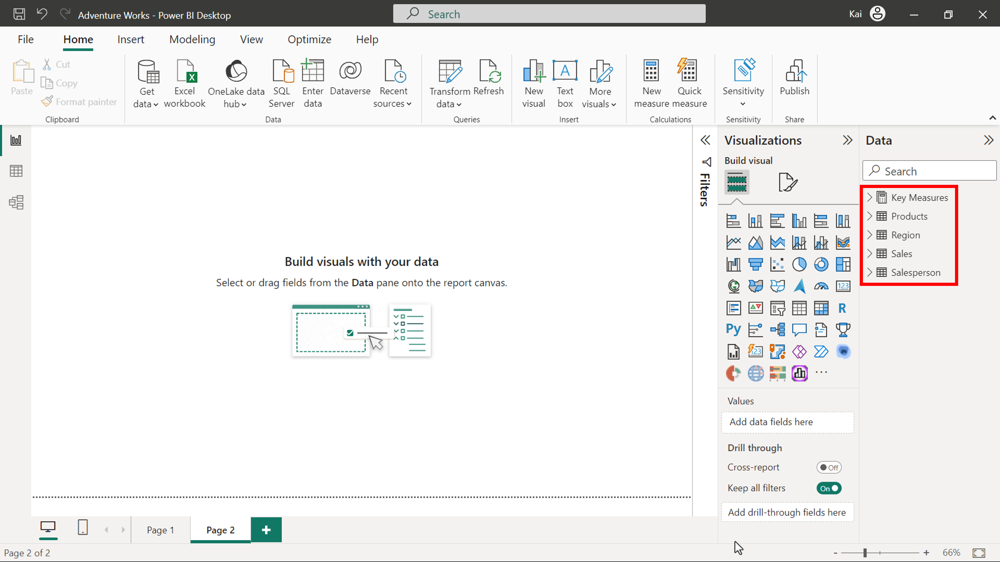 Adventure Works - Power BI Desktop
Search
Kai
File
Home
Insert
Modeling
View
Optimize
Help
Paste
Cut
Copy
Format painter
Clipboard
Get data
Excel workbook
OneLake data hub
SQL Server
Enter data
Dataverse
Recent sources
Data
Transform data
Refresh
Queries
New visual
Text box
More visuals
Insert
New measure
Quick measure
Calculations
Sensitivity
Sensitivity
Publish
Share
Build visuals with your data
Select or drag fields from the Data pane onto the report canvas.
Filters
Visualizations
Build visual
123
R
Py
123
...
Values
Add data fields here
Drill through
Cross-report
Off
Keep all filters
On
Add drill-through fields here
Data
Search
Key Measures
Products
Region
Sales
Salesperson
Page 1
Page 2
+
Page 2 of 2
- + 66%